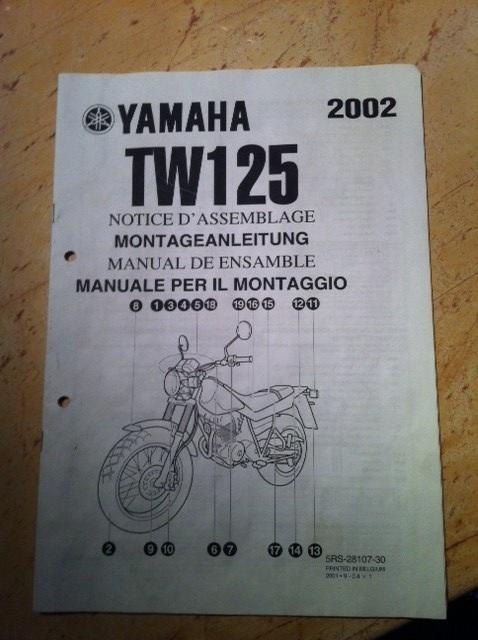 YAMAHA 2002
TW125
NOTICE D'ASSEMBLAGE
MONTAGEANLEITUNG
MANUAL DE ENSAMBLE
MANUALE PER IL MONTAGGIO
8 1 3 4 5 18 19 16 15 12 11
2 9 10 6 7 17 14 13
5RS-28107-30
PRINTED IN BELGIUM